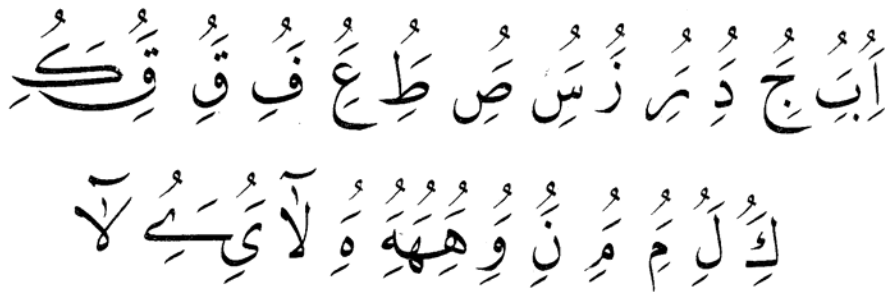 اَُِ بَُِ جَُِ دَُِ رَُِ زَُِ سَُِ صَُِ طَُِ عَُِ فَُِ قَُِ قَُِ كَُِ
كَُِ لَُِ مَُِ مَُِ نَُِ وَُِ هَُِهَُِهَُِ هَُِ لآ يَُِ ےَُِ لآ